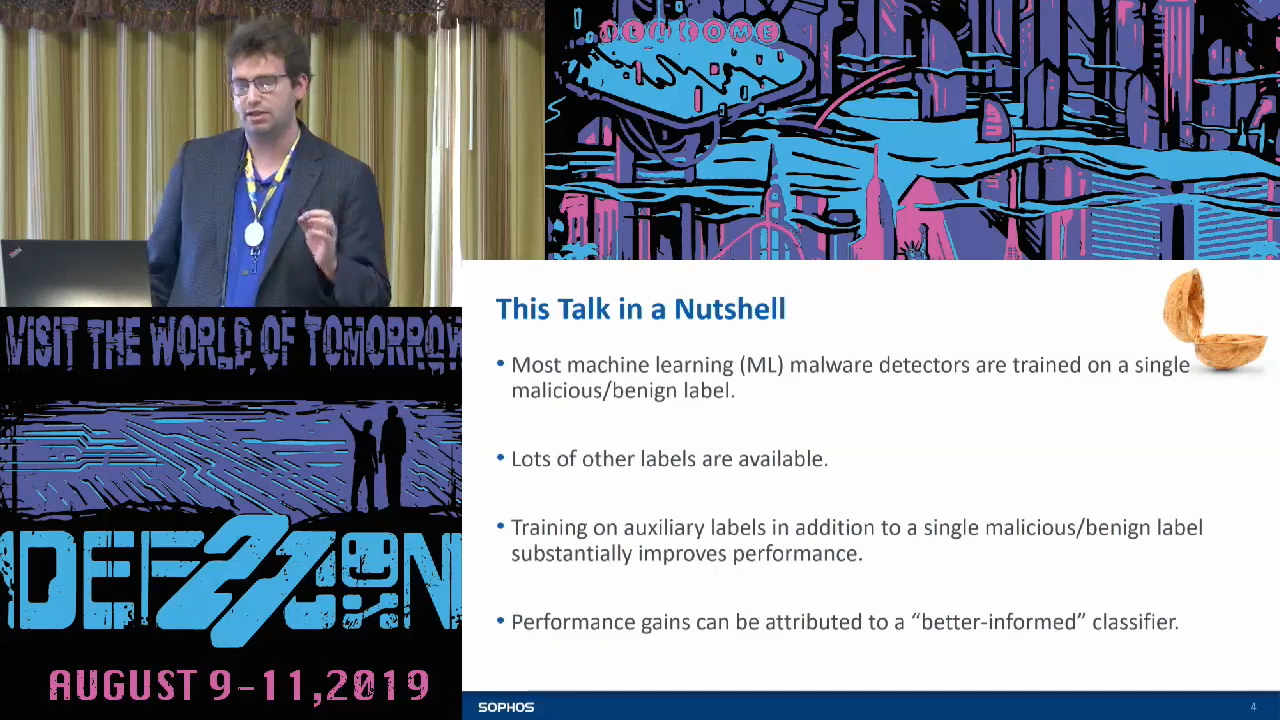 WELCOME
This Talk in a Nutshell
• Most machine learning (ML) malware detectors are trained on a single
malicious/benign label.
• Lots of other labels are available.
• Training on auxiliary labels in addition to a single malicious/benign label
substantially improves performance.
• Performance gains can be attributed to a “better-informed” classifier.
SOPHOS
4
VISIT THE WORLD OF TOMORROW
DEF27CON
AUGUST 9-11,2019